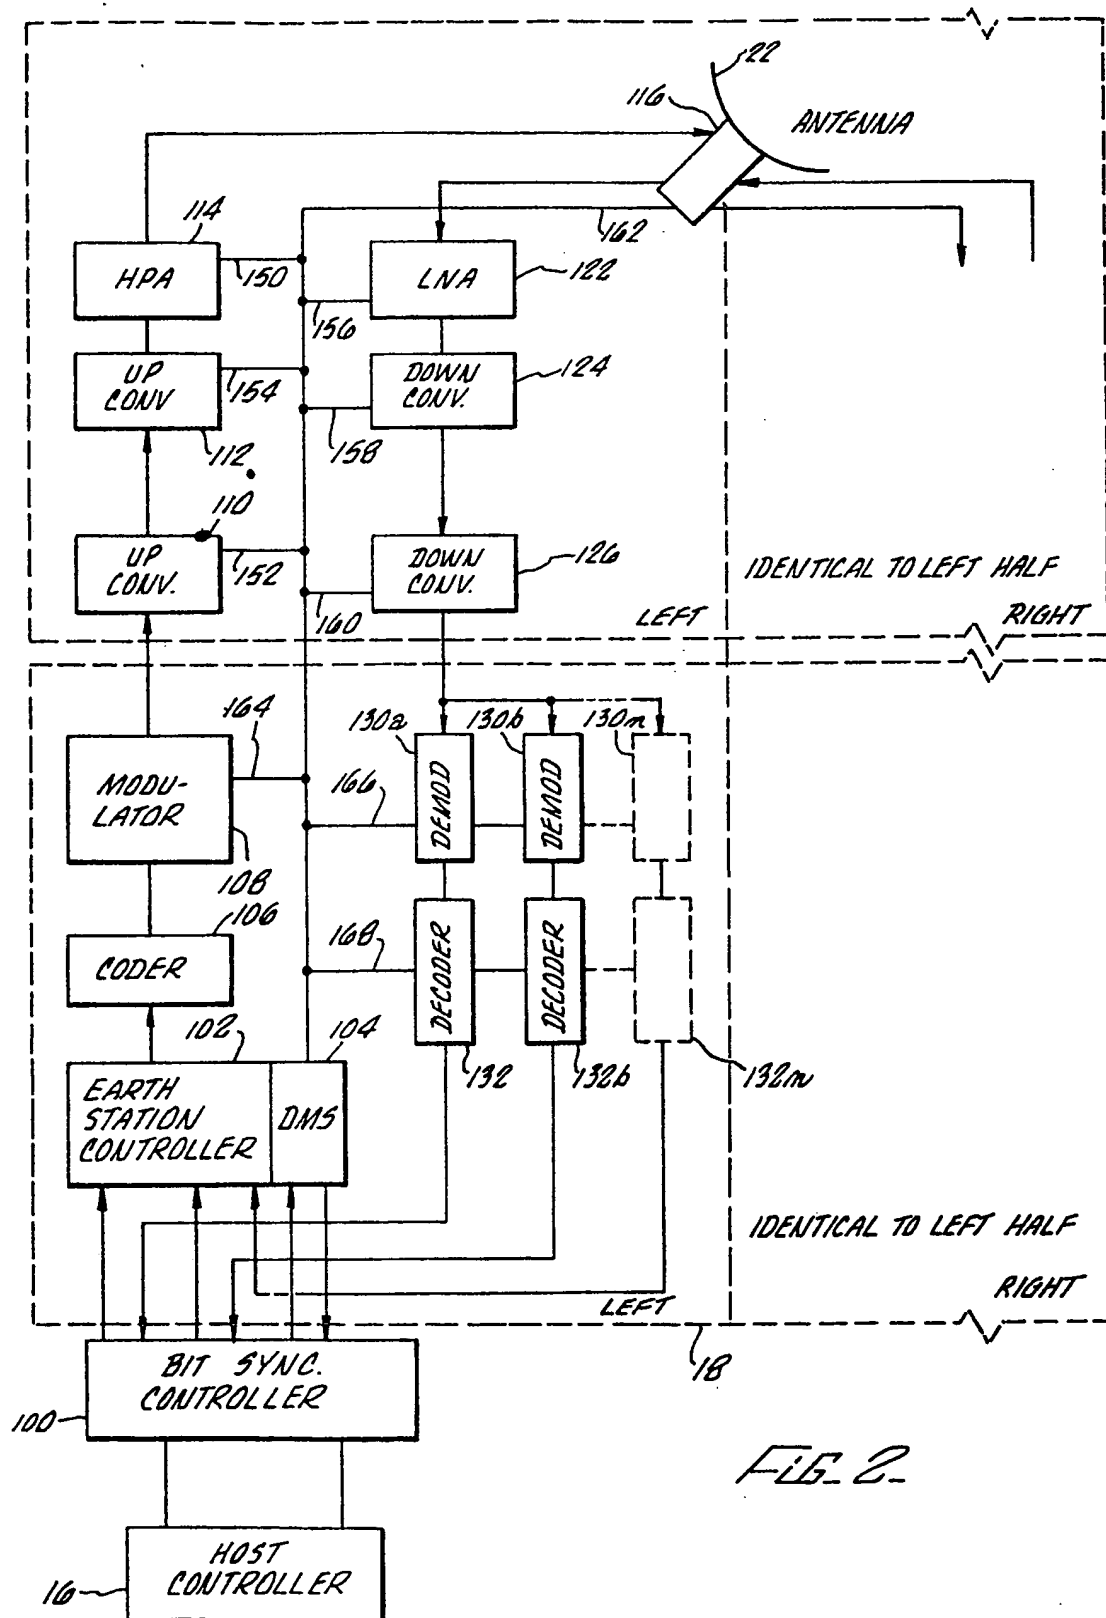 22
116
ANTENNA
114
HPA
150
162
LNA
122
156
UP
CONV
154
DOWN
CONV.
124
112
158
110
UP
CONV.
152
DOWN
CONV.
126
160
IDENTICAL TO LEFT HALF
LEFT
RIGHT
164
130a
130b
130n
MODU-
LATOR
166
DEMOD
DEMOD
108
106
CODER
168
DECODER
DECODER
102
104
132
132b
132n
EARTH
STATION
CONTROLLER
DMS
IDENTICAL TO LEFT HALF
LEFT
RIGHT
18
BIT SYNC.
CONTROLLER
100
FIG. 2
HOST
CONTROLLER
16